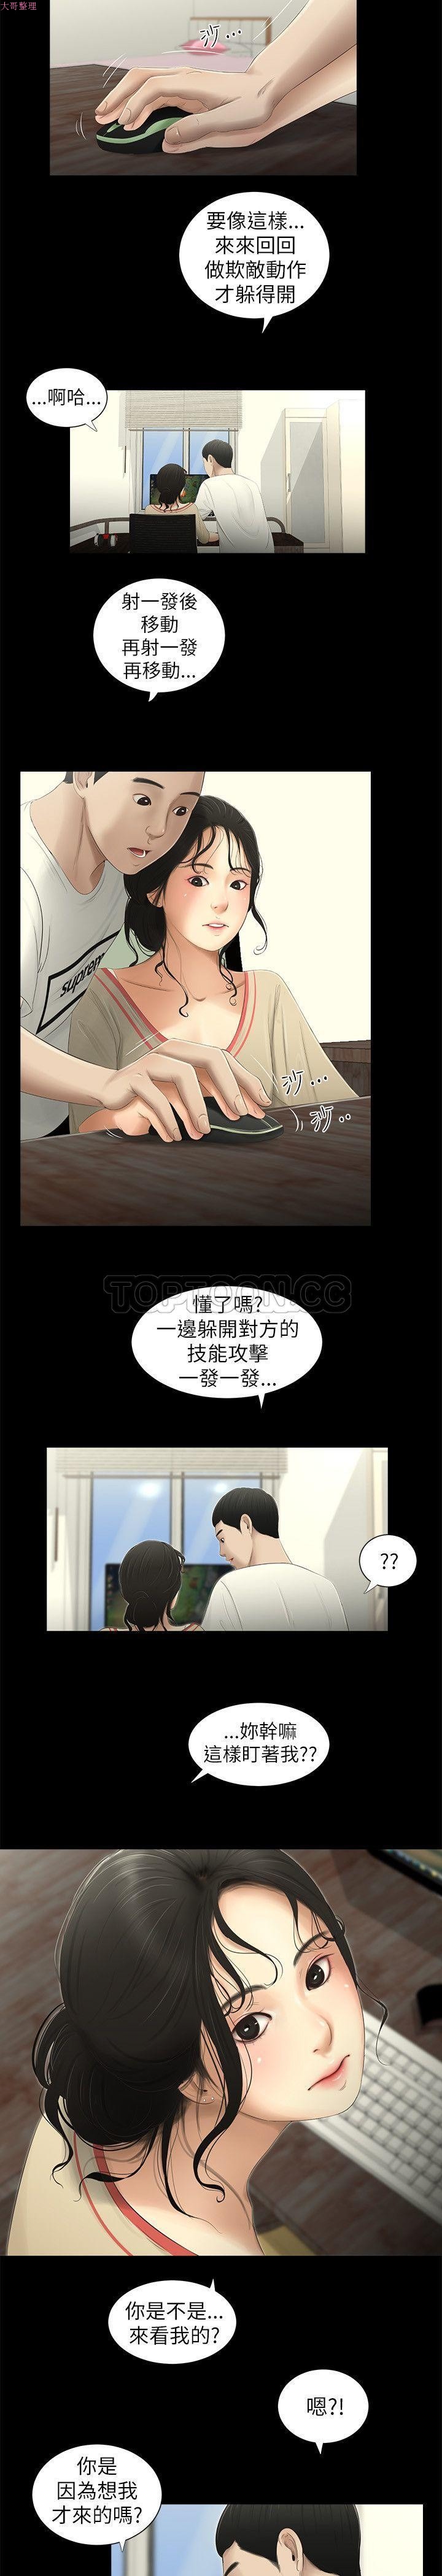 大哥整理
沙…
要像這樣…
來來回回
做欺敵動作
才躲得開
…啊哈…
射一發後
移動
再射一發
再移動…
supreme
沙…
沙..
TOPTOON.CC
懂了嗎?
一邊躲開對方的
技能攻擊
一發一發…
??
…妳幹嘛
這樣盯著我??
你是不是…
來看我的?
嗯?!
你是
因為想我
才來的嗎?